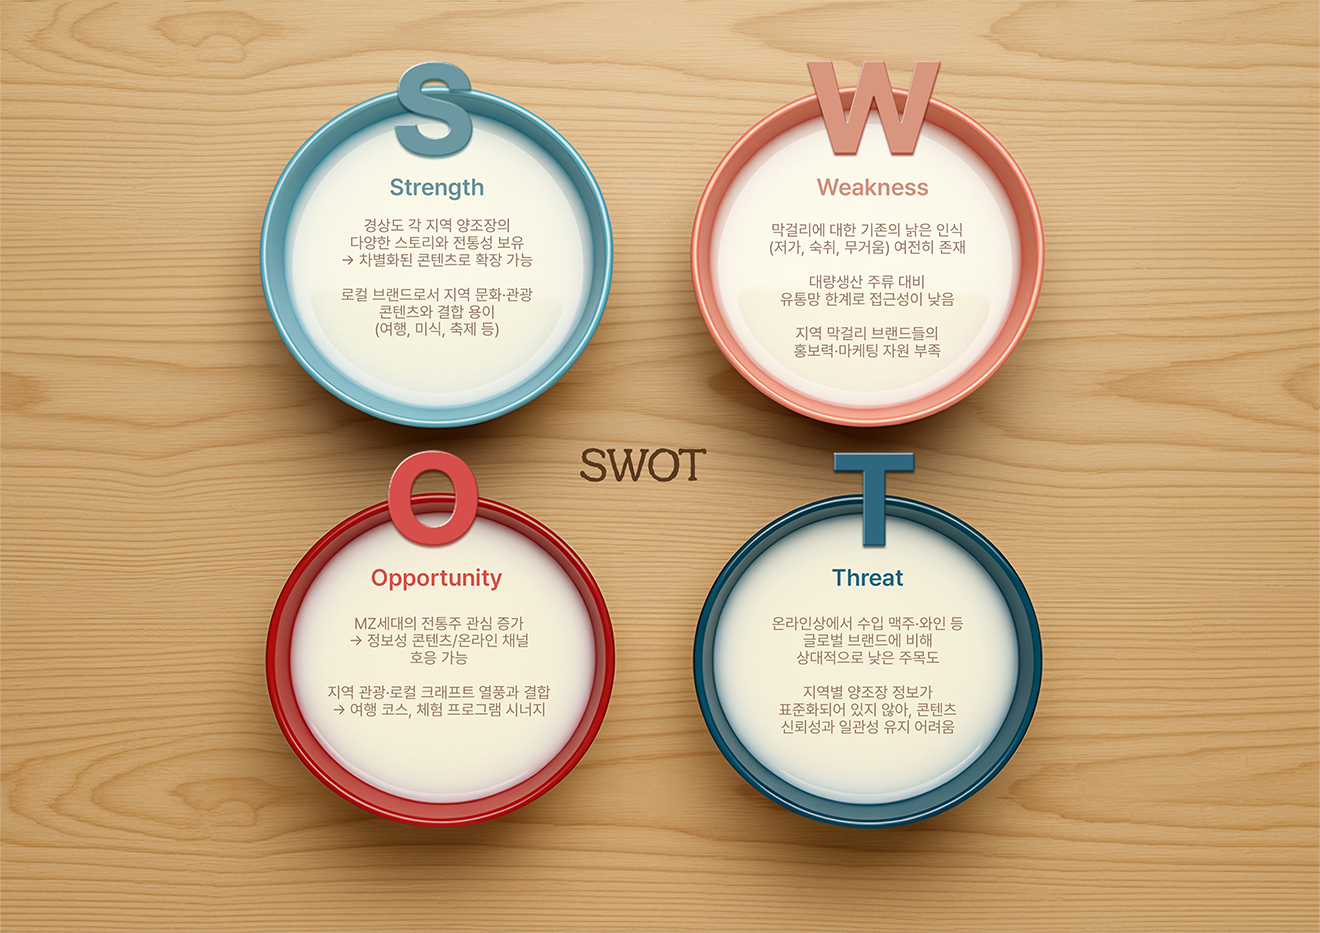 S
Strength
경상도 각 지역 양조장의
다양한 스토리와 전통성 보유
→ 차별화된 콘텐츠로 확장 가능
로컬 브랜드로서 지역 문화·관광
콘텐츠와 결합 용이
(여행, 미식, 축제 등)
W
Weakness
막걸리에 대한 기존의 낡은 인식
(저가, 숙취, 무거움) 여전히 존재
대량생산 주류 대비
유통망 한계로 접근성이 낮음
지역 막걸리 브랜드들의
홍보력·마케팅 자원 부족
SWOT
O
Opportunity
MZ세대의 전통주 관심 증가
→ 정보성 콘텐츠/온라인 채널
호응 가능
지역 관광·로컬 크래프트 열풍과 결합
→ 여행 코스, 체험 프로그램 시너지
T
Threat
온라인상에서 수입 맥주·와인 등
글로벌 브랜드에 비해
상대적으로 낮은 주목도
지역별 양조장 정보가
표준화되어 있지 않아, 콘텐츠
신뢰성과 일관성 유지 어려움